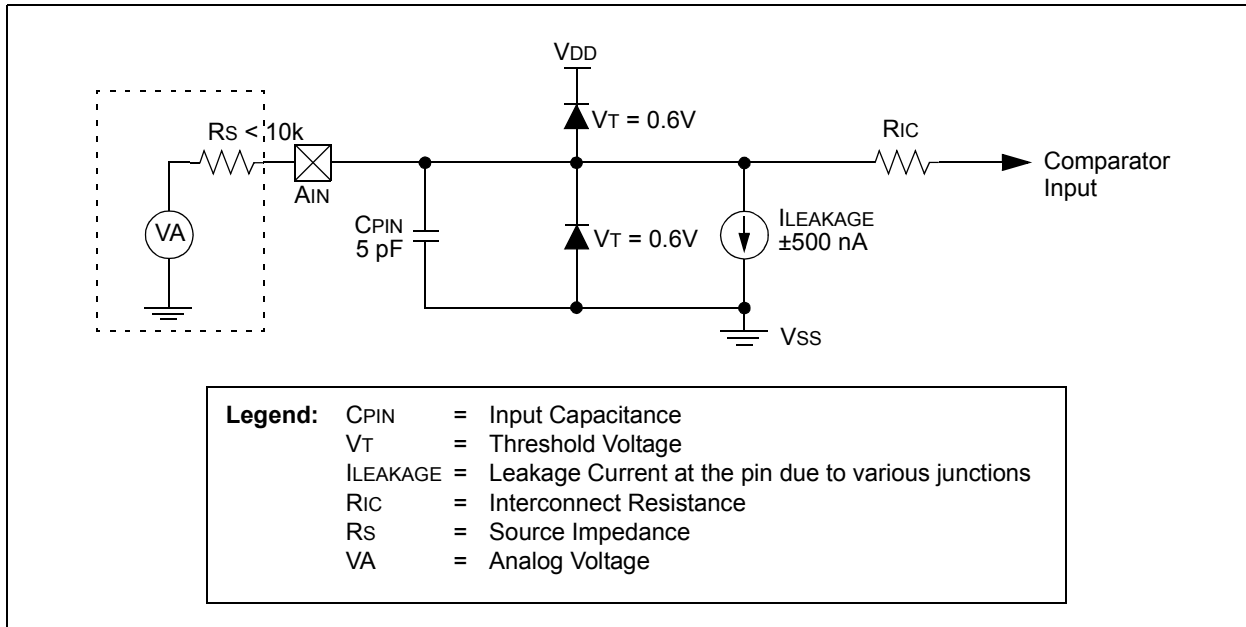 VDD
VT = 0.6V
RS < 10k
RIC
Comparator
Input
AIN
VA
CPIN
5 pF
VT = 0.6V
ILEAKAGE
±500 nA
VSS
Legend: CPIN = Input Capacitance
VT = Threshold Voltage
ILEAKAGE = Leakage Current at the pin due to various junctions
RIC = Interconnect Resistance
RS = Source Impedance
VA = Analog Voltage